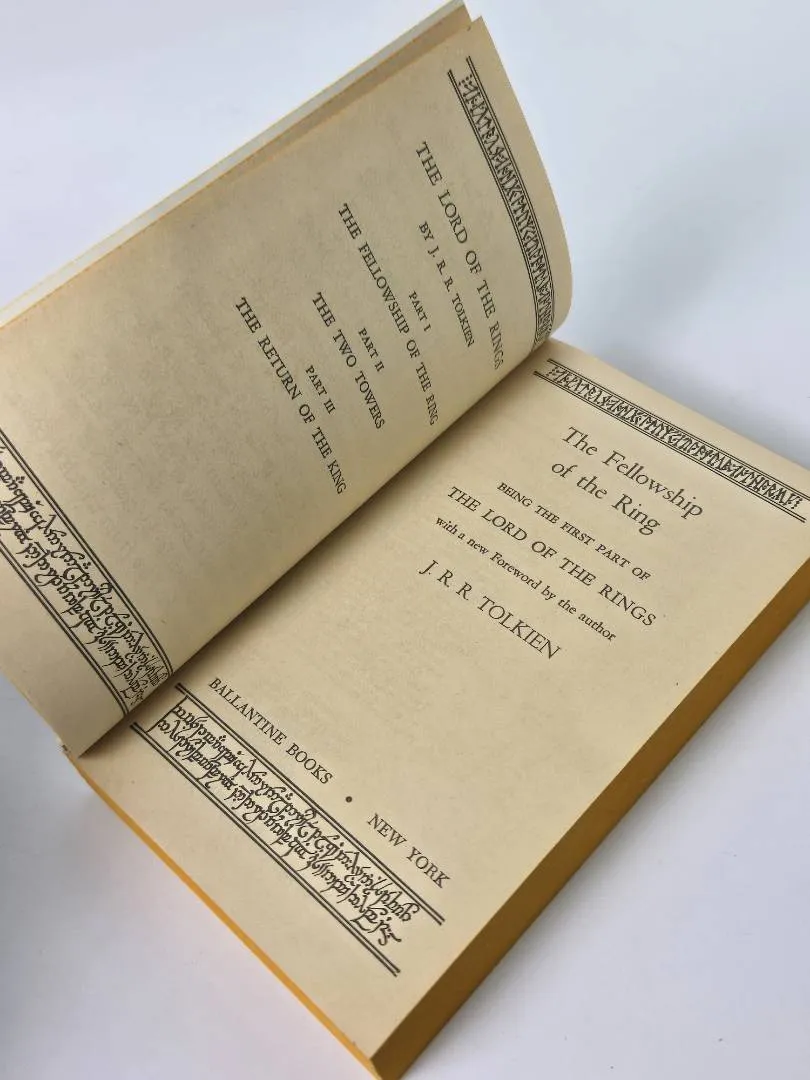 THE LORD OF THE RINGS
BY J. R. R. TOLKIEN
PART I
THE FELLOWSHIP OF THE RING
PART II
THE TWO TOWERS
PART III
THE RETURN OF THE KING
The Fellowship
of the Ring
BEING THE FIRST PART OF
THE LORD OF THE RINGS
with a new Foreword by the author
J. R. R. TOLKIEN
BALLANTINE BOOKS • NEW YORK